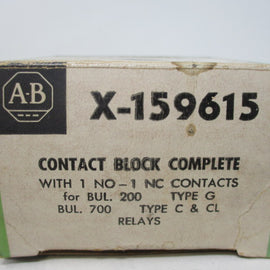 A-B
X-159615
CONTACT BLOCK COMPLETE
WITH 1 NO-1 NC CONTACTS
for BUL. 200 TYPE G
BUL. 700 TYPE C & CL
RELAYS